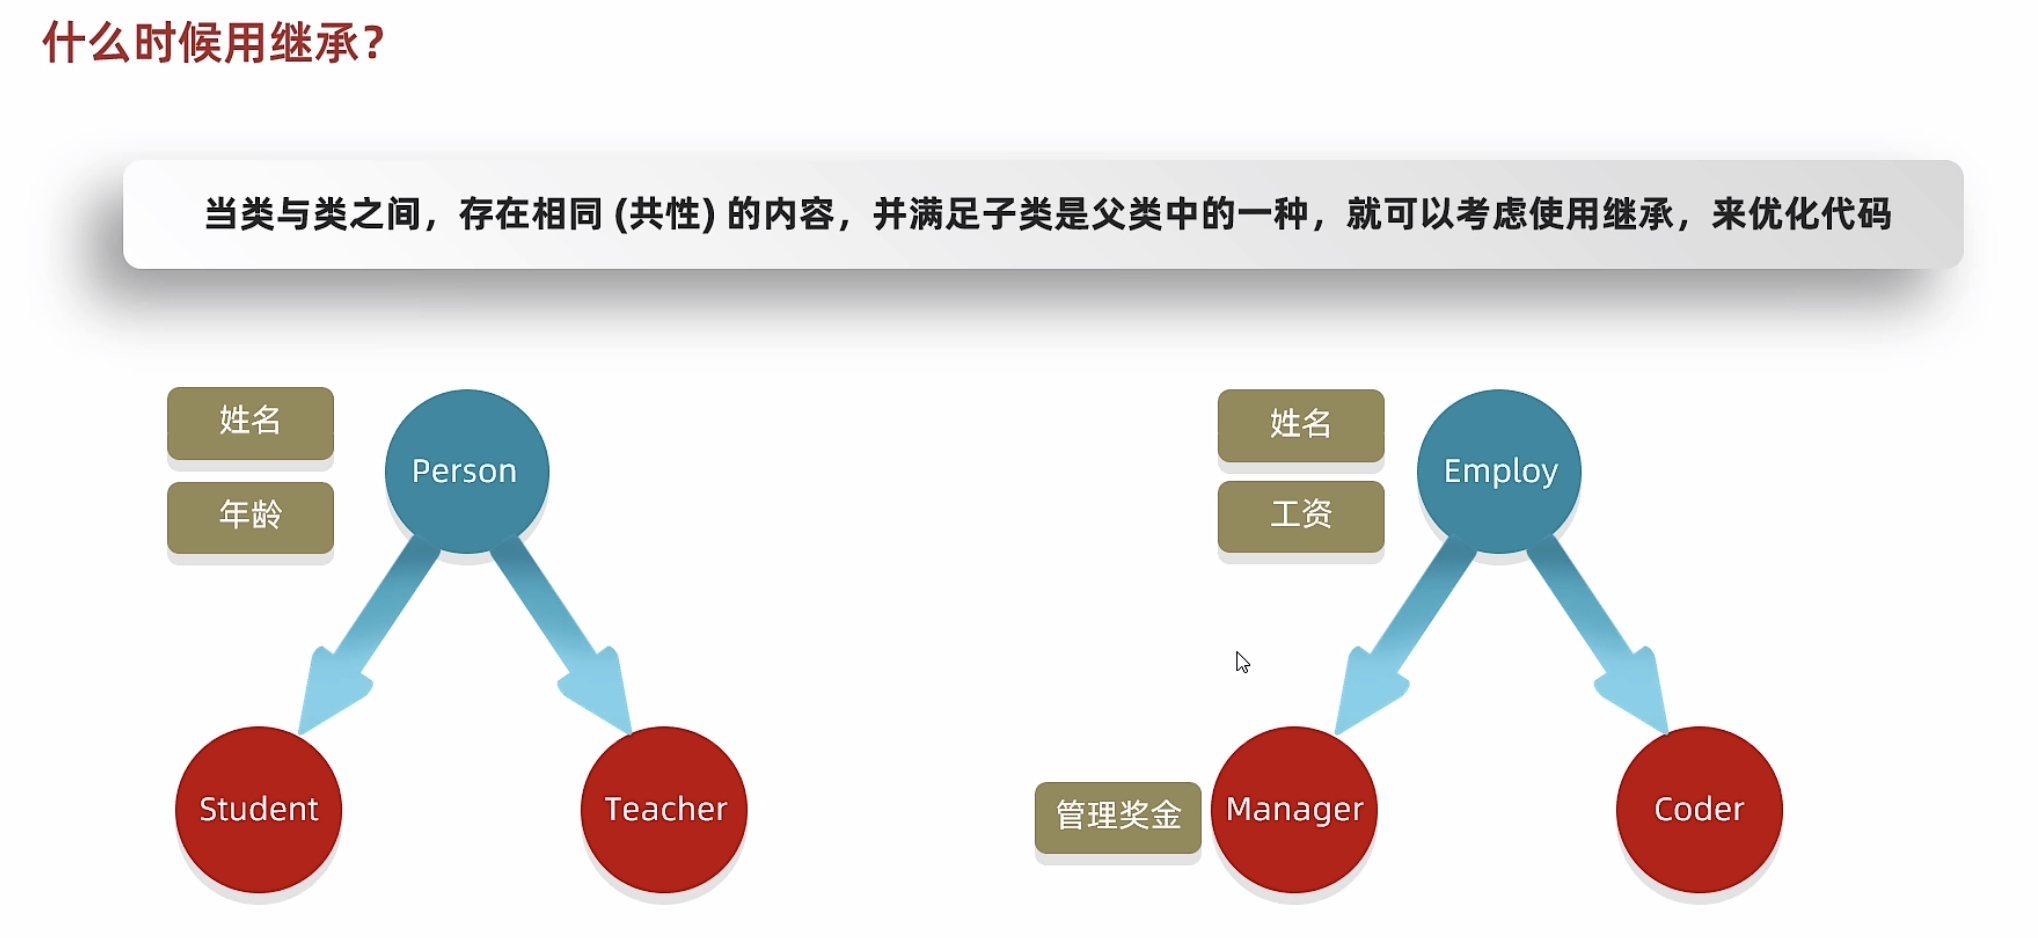 什么时候用继承?
当类与类之间，存在相同 (共性) 的内容，并满足子类是父类中的一种，就可以考虑使用继承，来优化代码
姓名
年龄
Person
Student
Teacher
姓名
工资
Employ
管理奖金
Manager
Coder